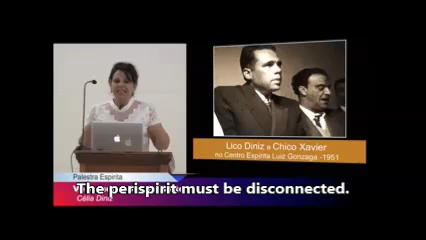 Lico Diniz e Chico Xavier
no Centro Espírita Luiz Gonzaga -1951
Palestra Espírita
The perispirit must be disconnected.
Célia Diniz